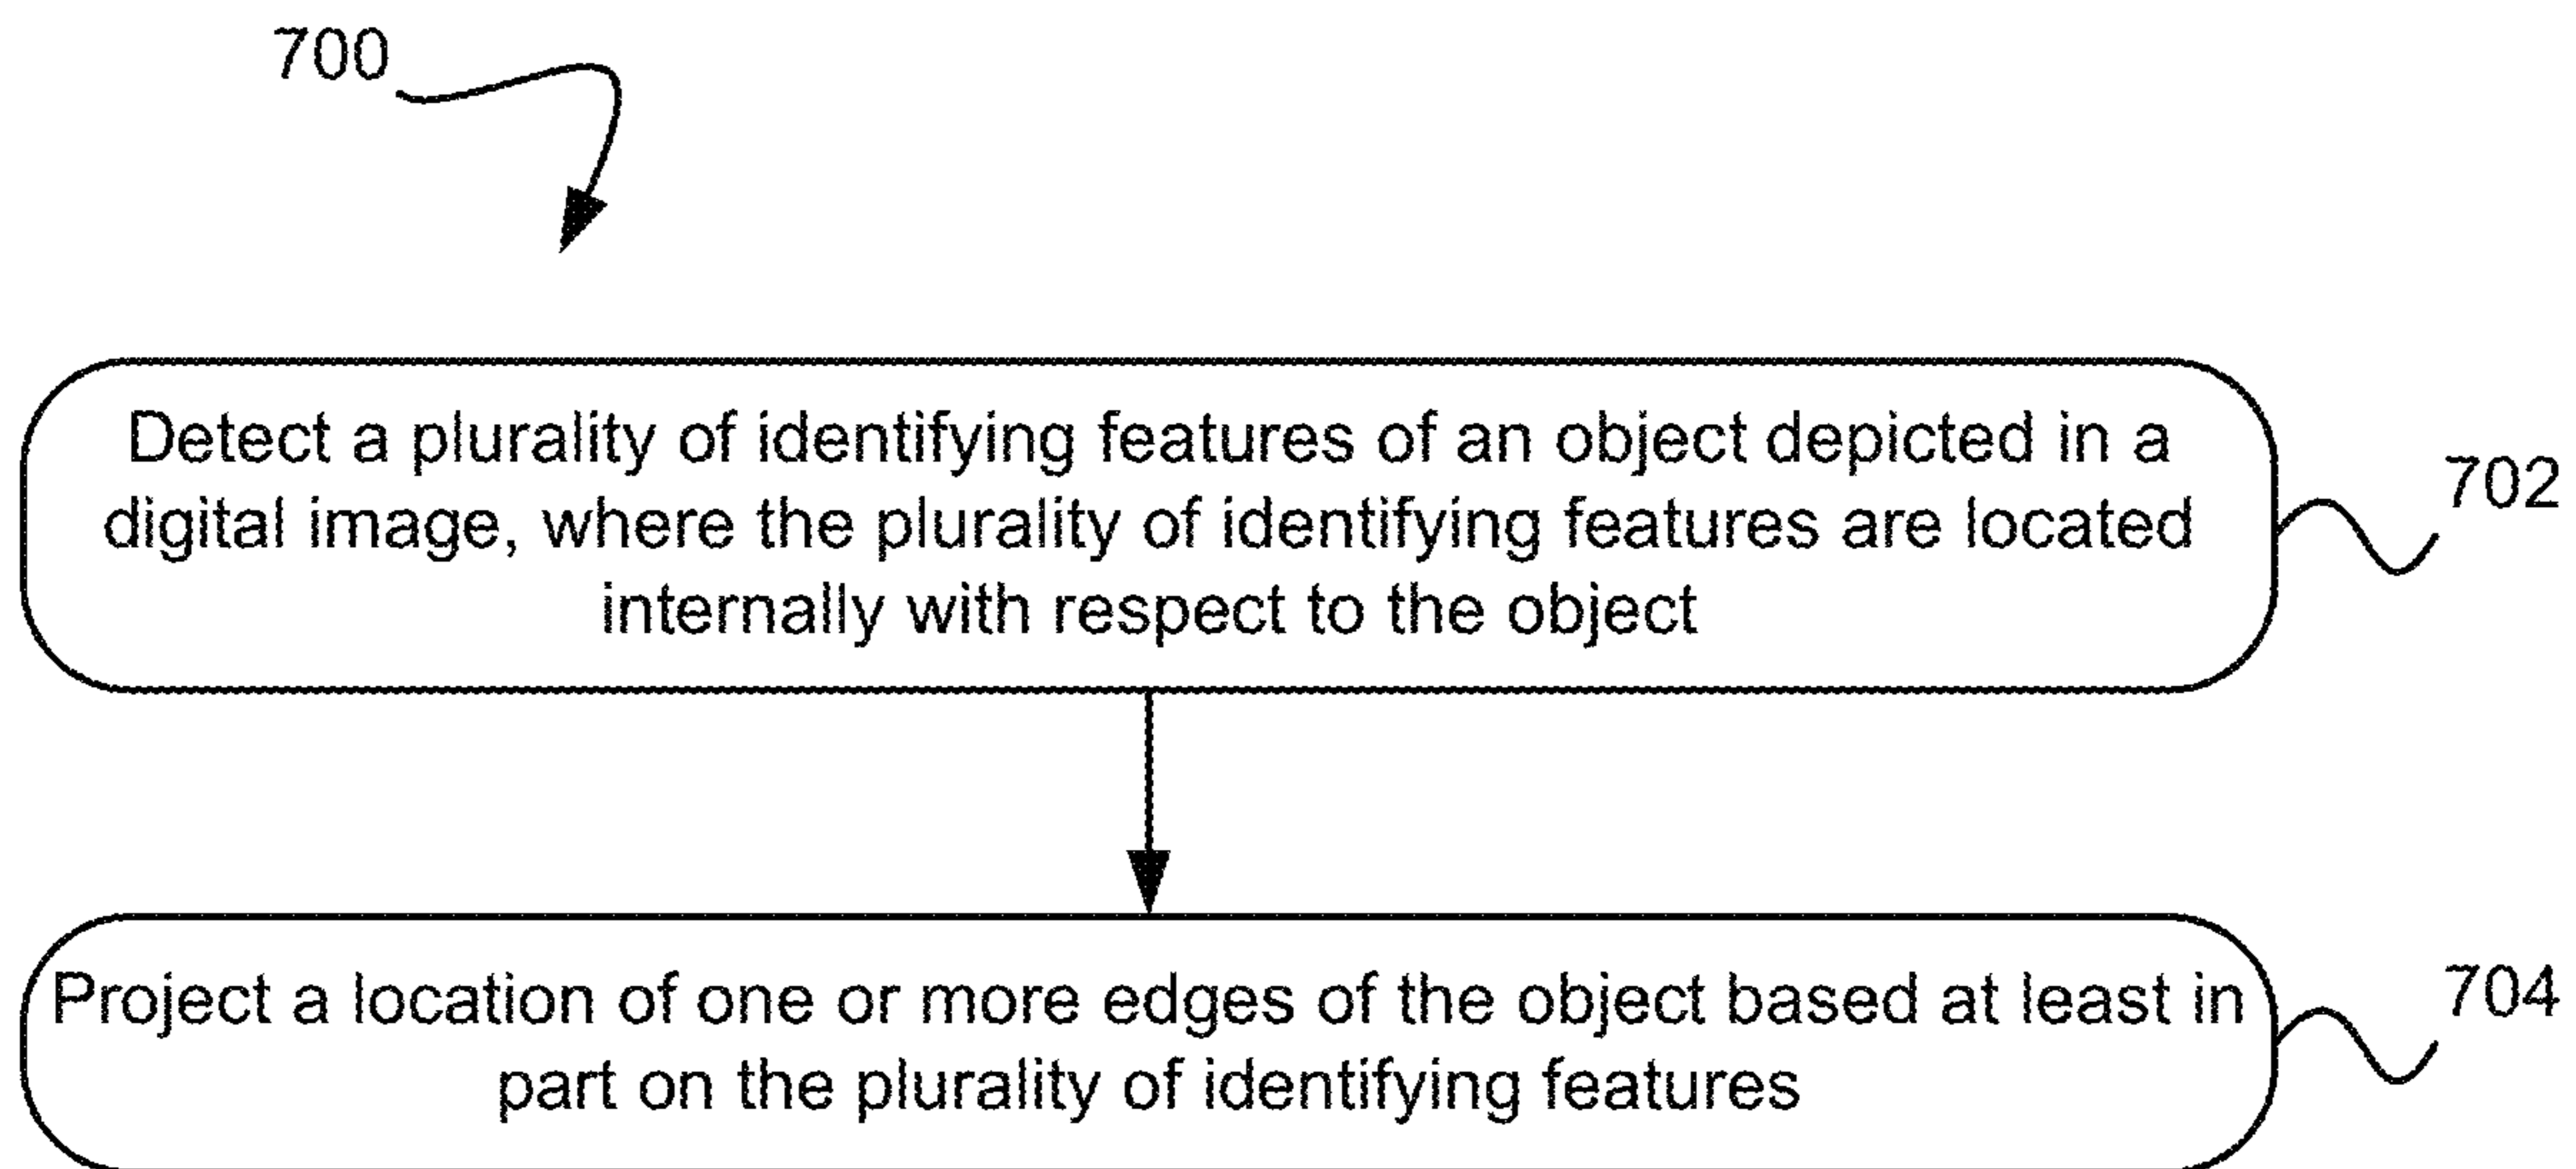 700
Detect a plurality of identifying features of an object depicted in a
digital image, where the plurality of identifying features are located
internally with respect to the object
702
Project a location of one or more edges of the object based at least in
part on the plurality of identifying features
704